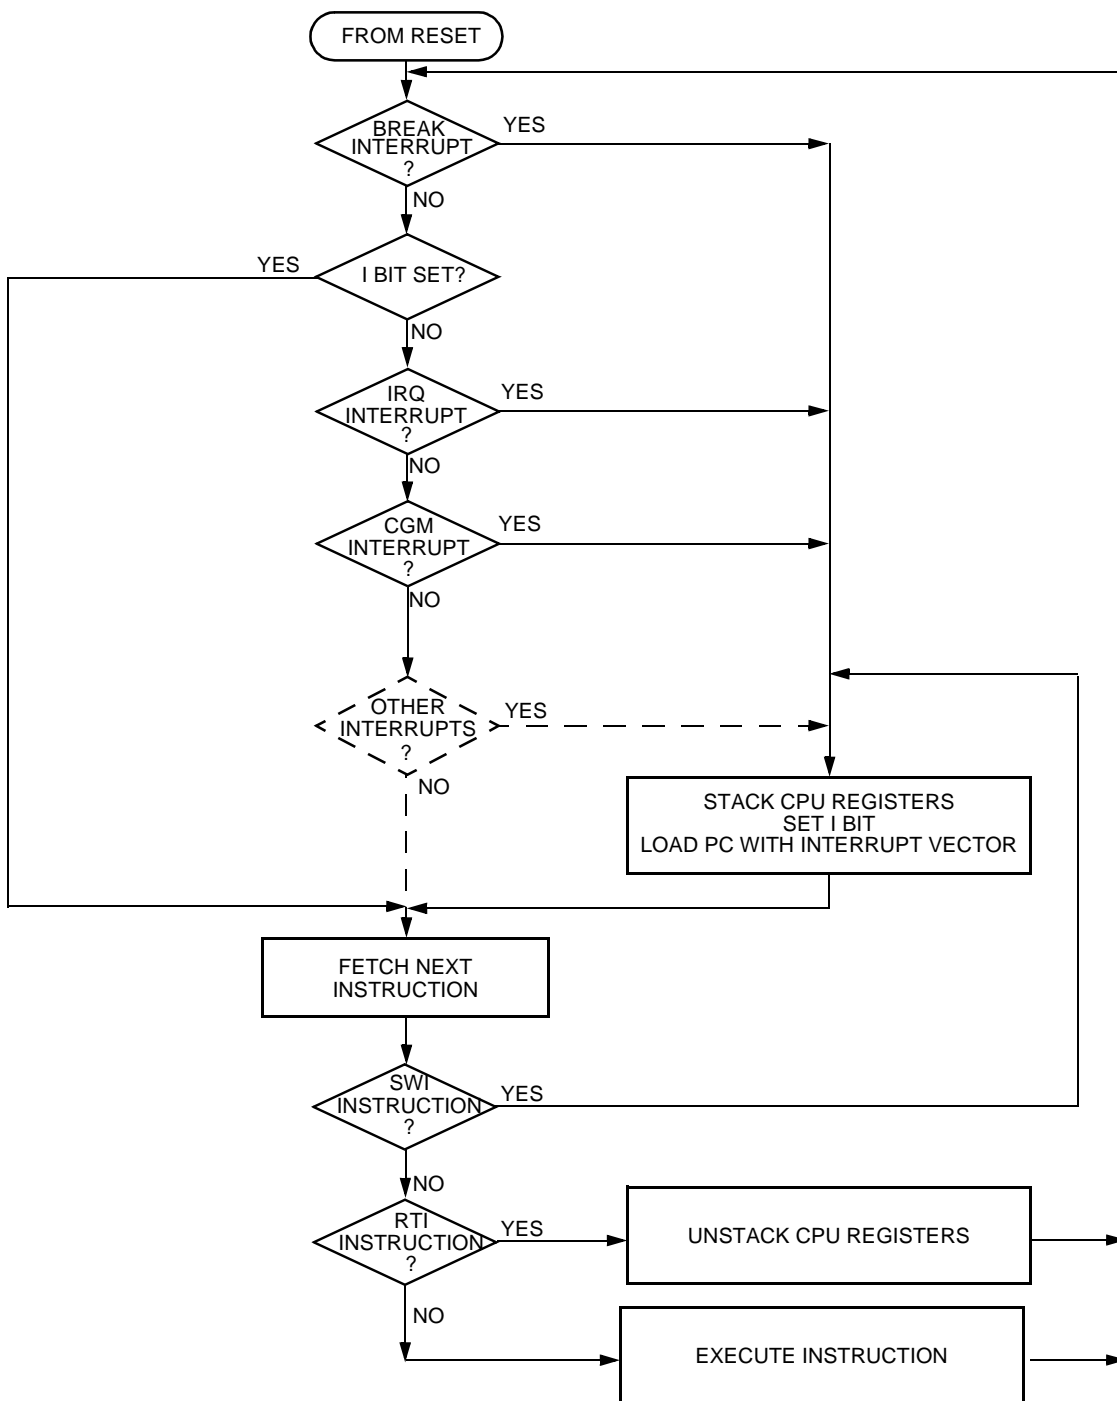 FROM RESET
BREAK
INTERRUPT
?
YES
NO
I BIT SET?
YES
NO
IRQ
INTERRUPT
?
YES
NO
CGM
INTERRUPT
?
YES
NO
OTHER
INTERRUPTS
?
YES
NO
STACK CPU REGISTERS
SET I BIT
LOAD PC WITH INTERRUPT VECTOR
FETCH NEXT
INSTRUCTION
SWI
INSTRUCTION
?
YES
NO
RTI
INSTRUCTION
?
YES
UNSTACK CPU REGISTERS
NO
EXECUTE INSTRUCTION